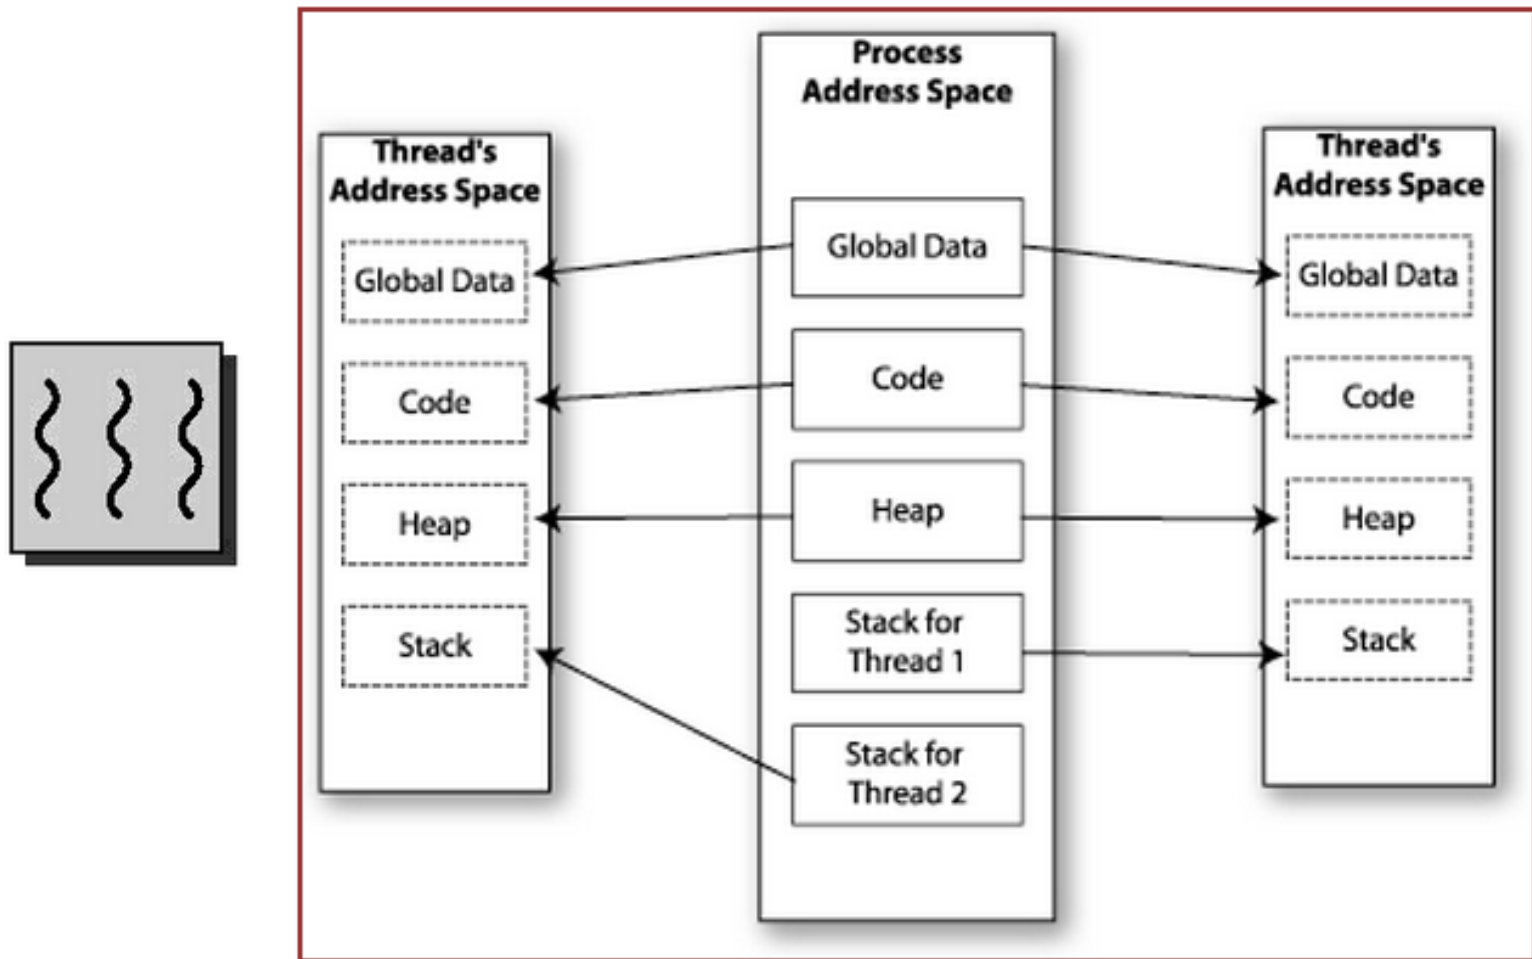 Thread's
Address Space
Global Data
Code
Heap
Stack
Process
Address Space
Global Data
Code
Heap
Stack for
Thread 1
Stack for
Thread 2
Thread's
Address Space
Global Data
Code
Heap
Stack